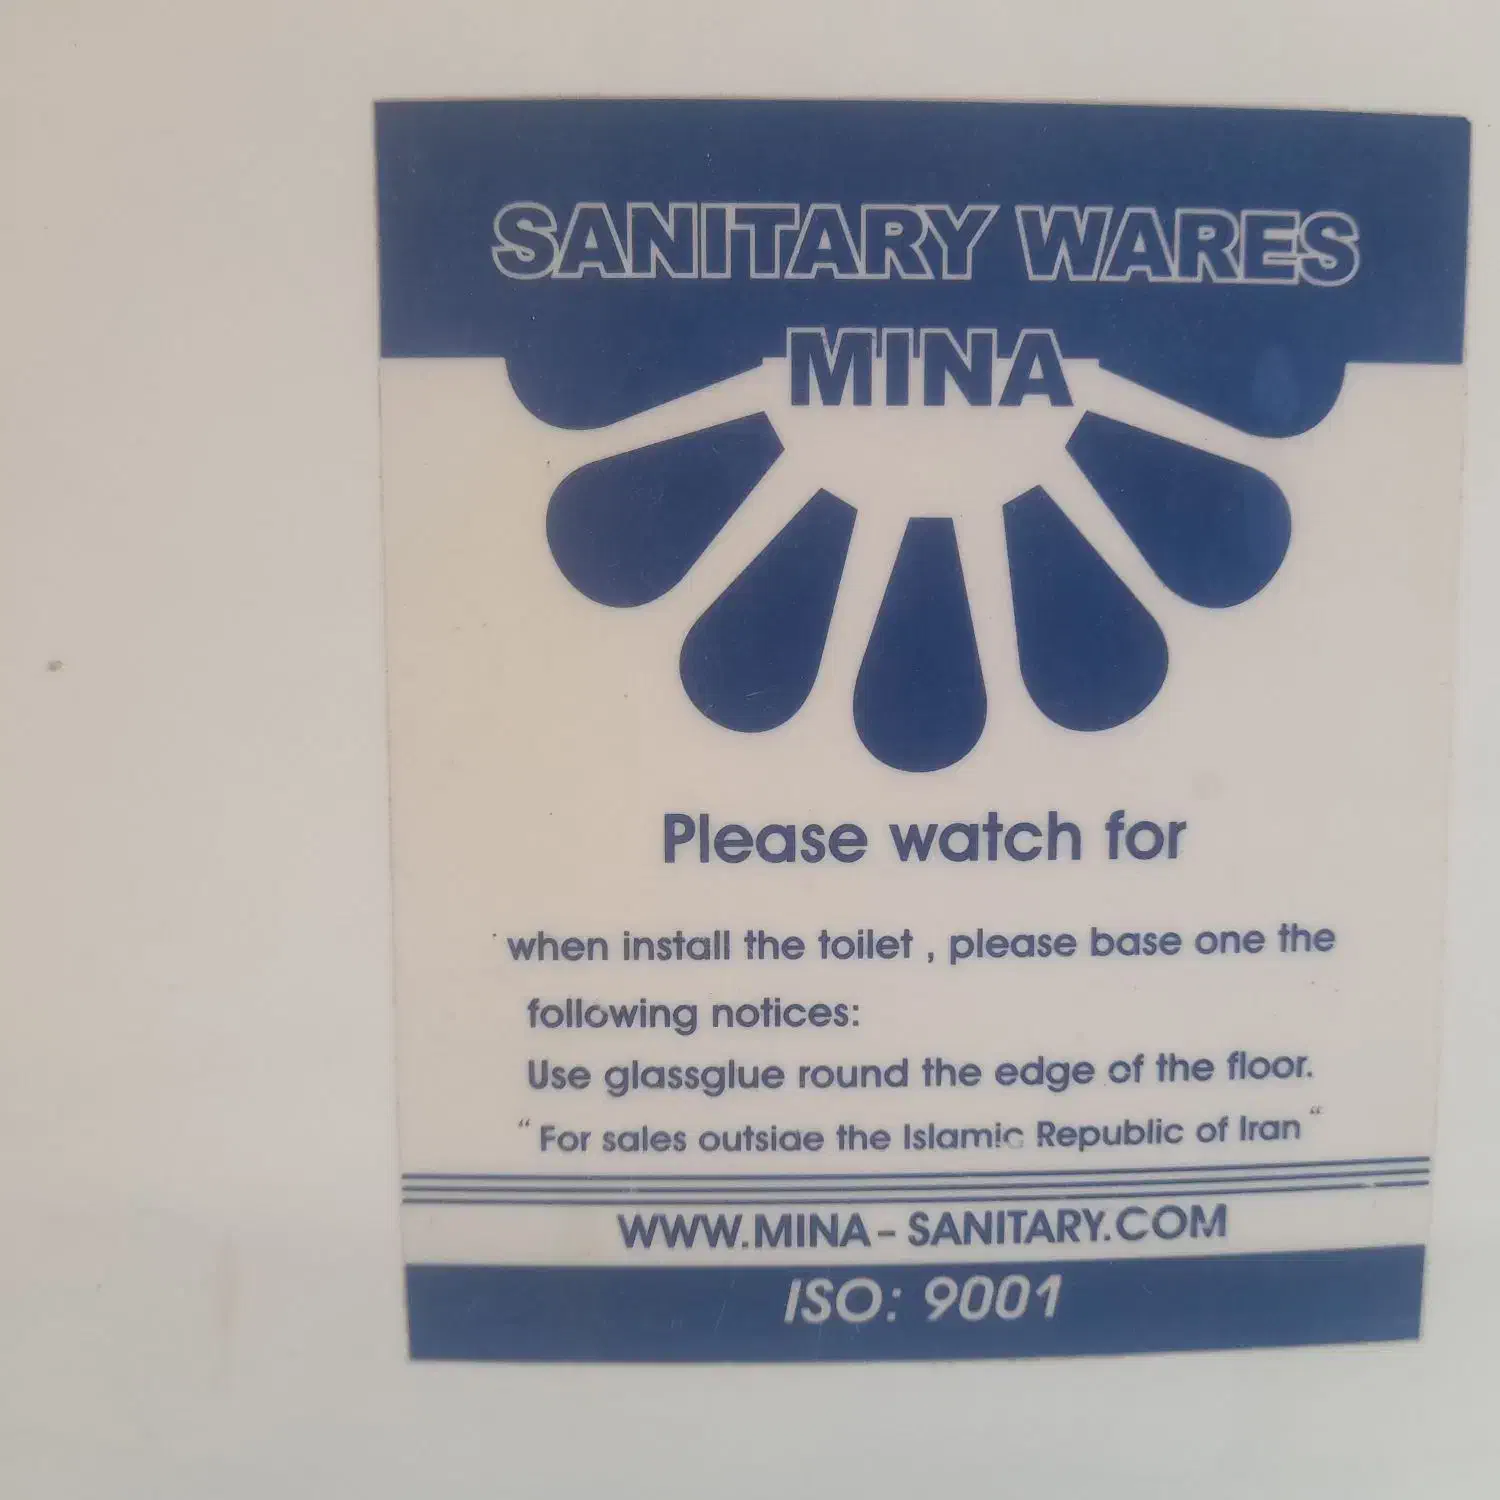 SANITARY WARES
MINA
Please watch for
when install the toilet , please base one the
following notices:
Use glassglue round the edge of the floor.
“ For sales outside the Islamic Republic of Iran “
WWW.MINA-SANITARY.COM
ISO: 9001